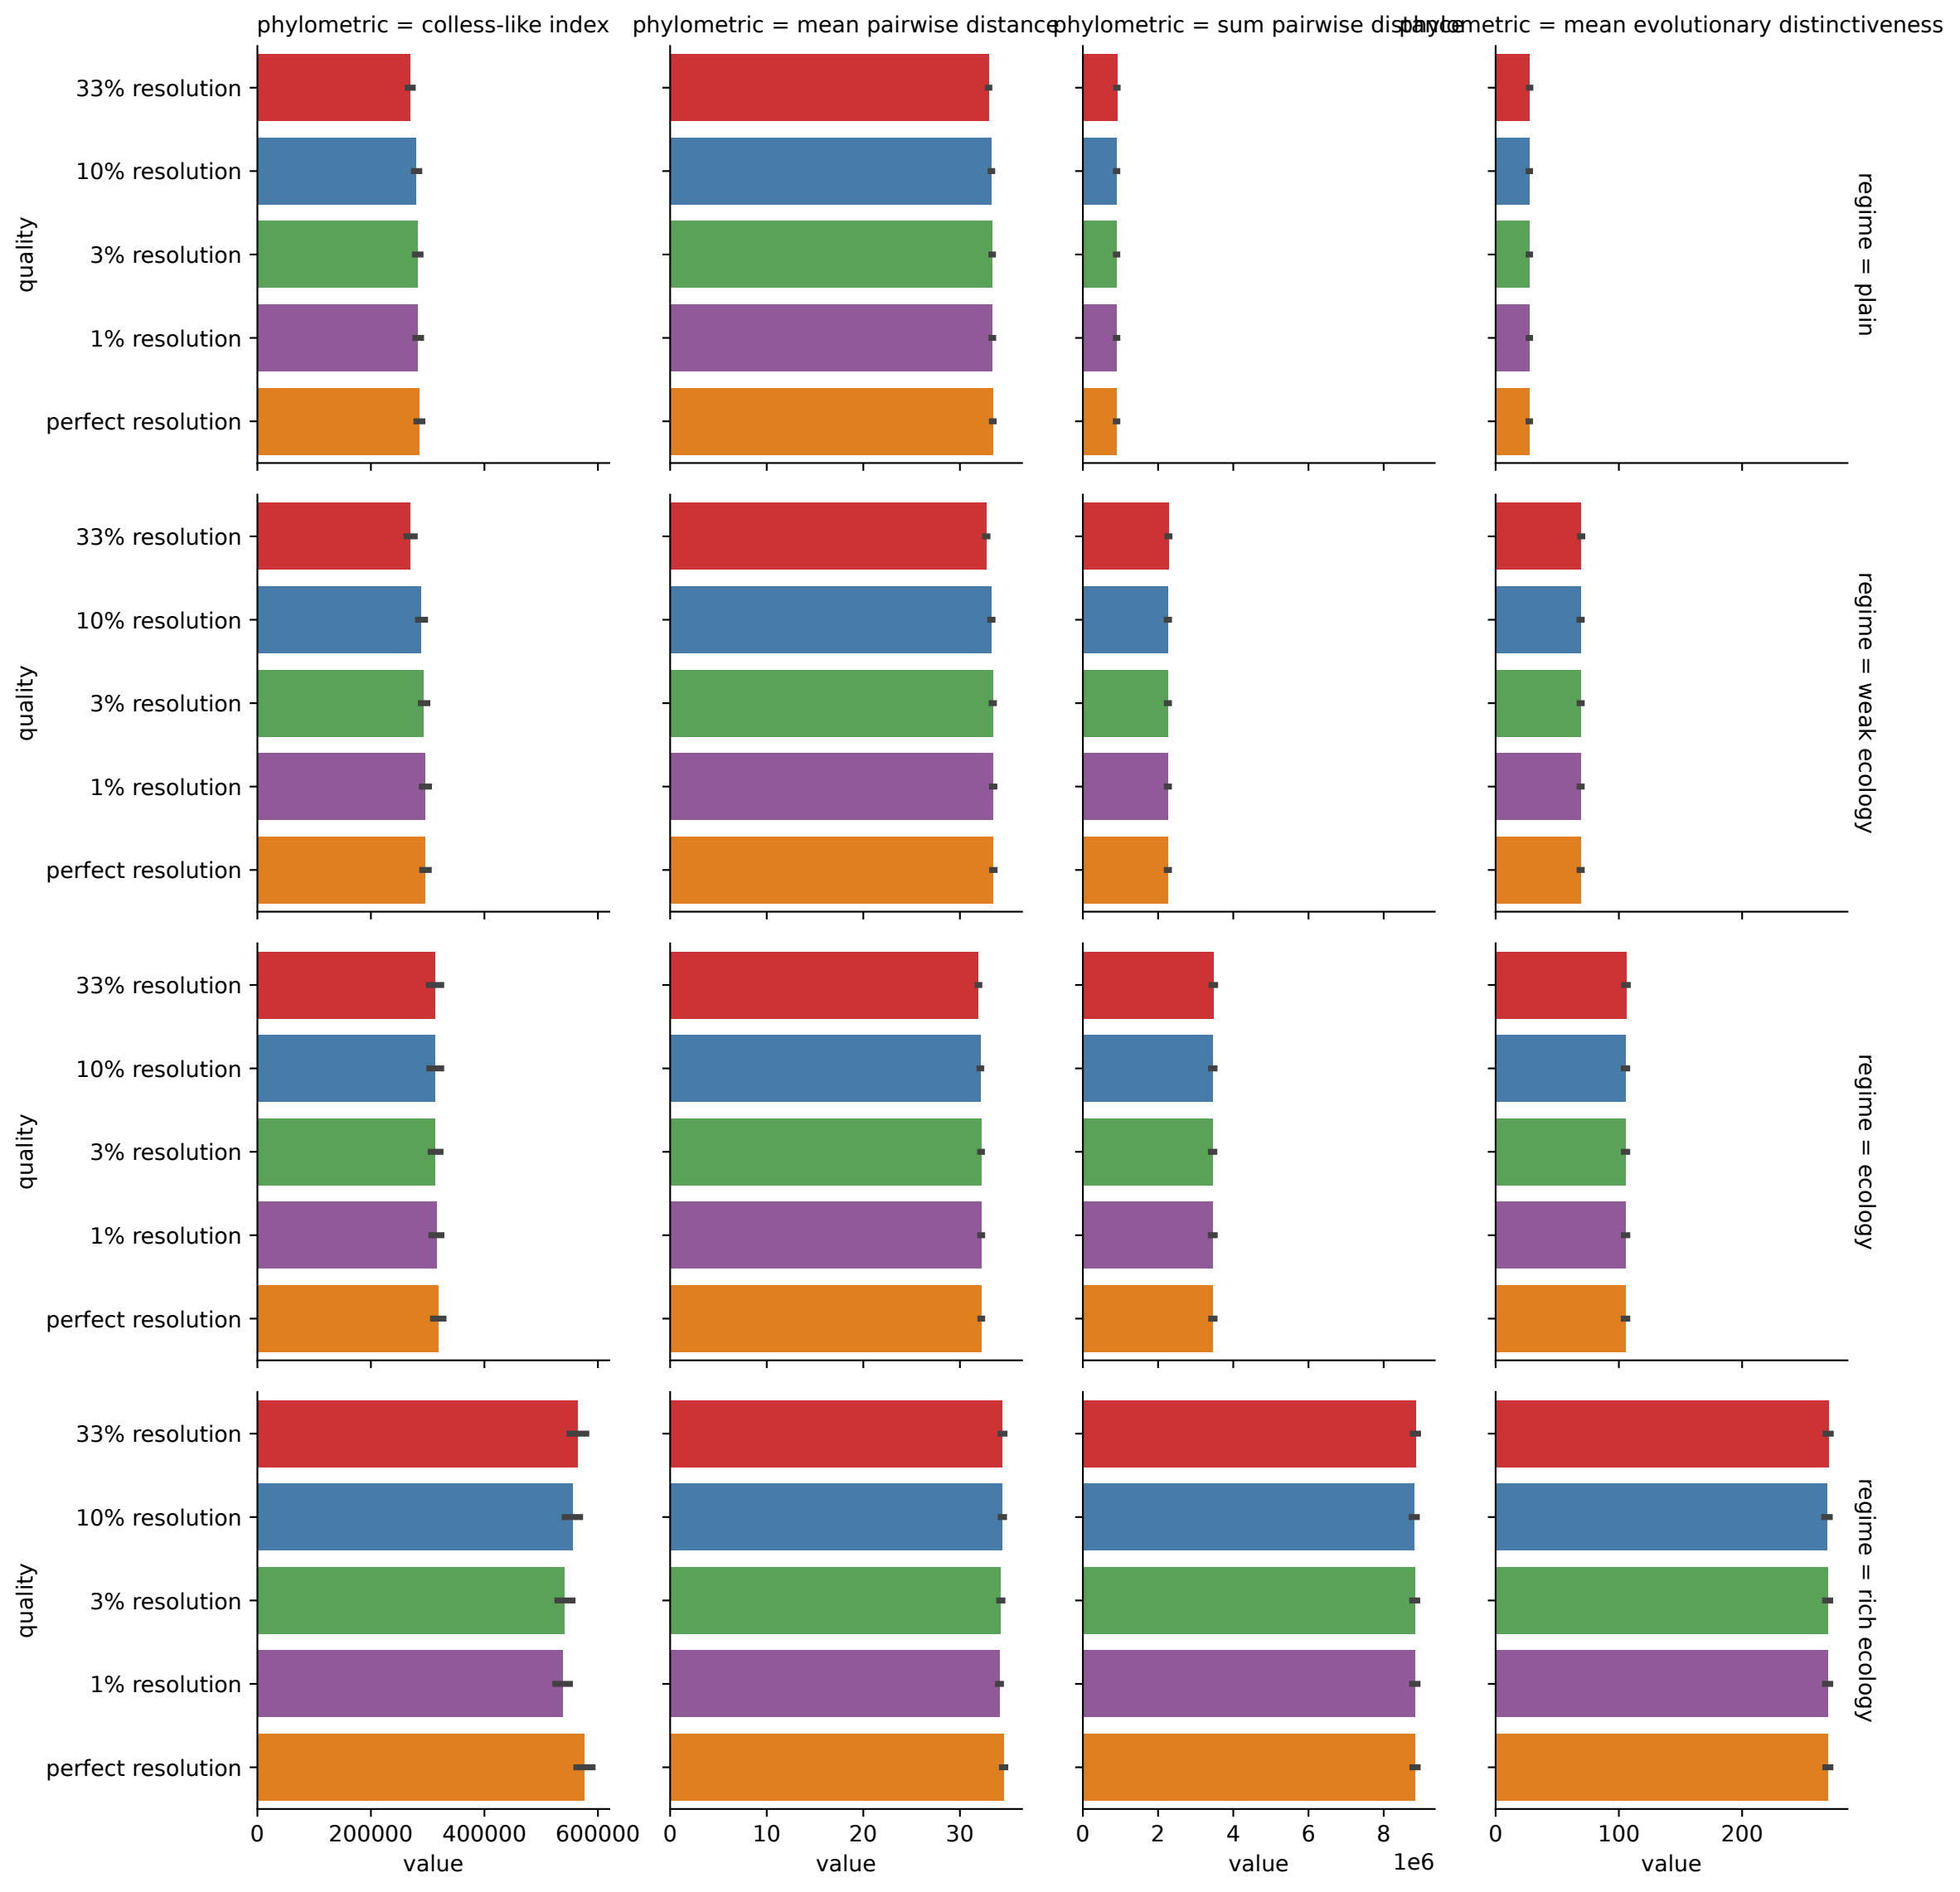 phylometric = colless-like index
phylometric = mean pairwise distance
phylometric = sum pairwise distance
phylometric = mean evolutionary distinctiveness
quality
33% resolution
10% resolution
3% resolution
1% resolution
perfect resolution
regime = plain
quality
33% resolution
10% resolution
3% resolution
1% resolution
perfect resolution
regime = weak ecology
quality
33% resolution
10% resolution
3% resolution
1% resolution
perfect resolution
regime = ecology
quality
33% resolution
10% resolution
3% resolution
1% resolution
perfect resolution
regime = rich ecology
0 200000 400000 600000
value
0 10 20 30
value
0 2 4 6 8
1e6
value
0 100 200
value